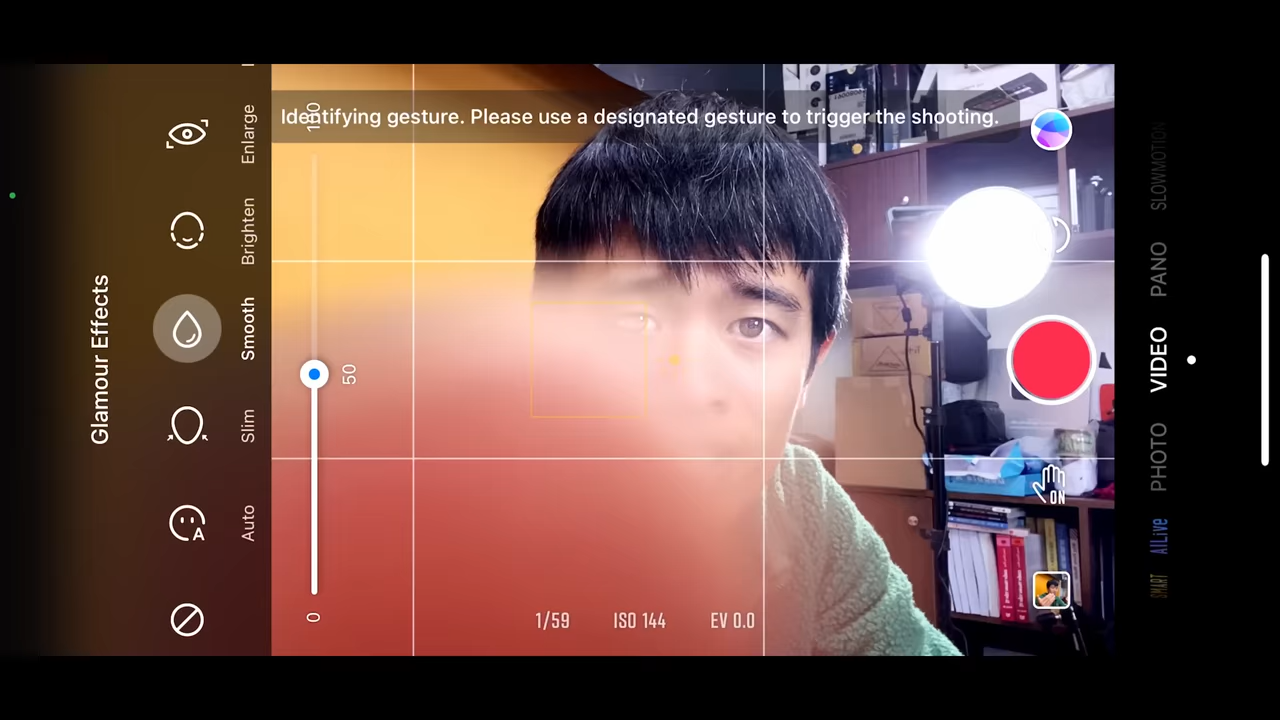 Identifying gesture. Please use a designated gesture to trigger the shooting.
Glamour Effects
Enlarge
Brighten
Smooth
Slim
Auto
A
100
50
0
1/59
ISO 144
EV 0.0
ON
SLOWMOTION
PANO
VIDEO
PHOTO
AILive
SMART